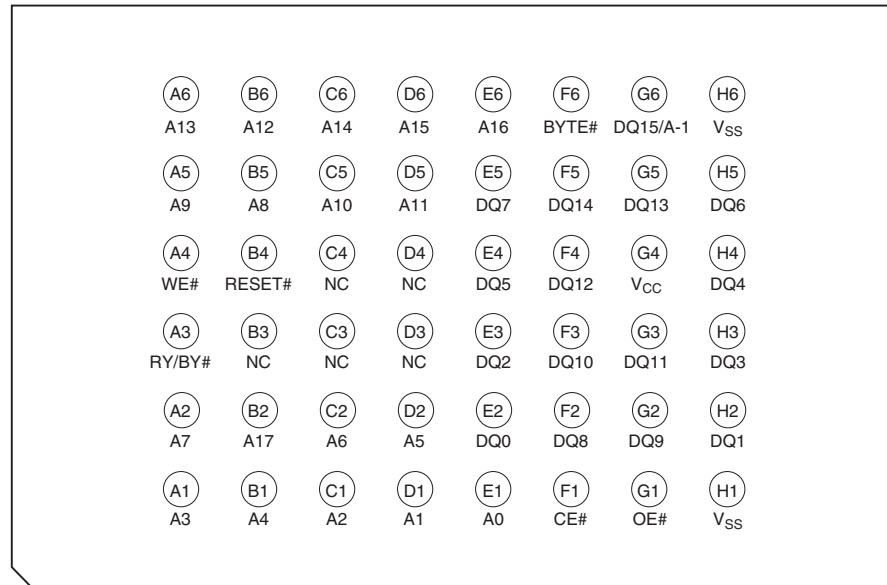 A6 B6 C6 D6 E6 F6 G6 H6
A13 A12 A14 A15 A16 BYTE# DQ15/A-1 VSS
A5 B5 C5 D5 E5 F5 G5 H5
A9 A8 A10 A11 DQ7 DQ14 DQ13 DQ6
A4 B4 C4 D4 E4 F4 G4 H4
WE# RESET# NC NC DQ5 DQ12 VCC DQ4
A3 B3 C3 D3 E3 F3 G3 H3
RY/BY# NC NC NC DQ2 DQ10 DQ11 DQ3
A2 B2 C2 D2 E2 F2 G2 H2
A7 A17 A6 A5 DQ0 DQ8 DQ9 DQ1
A1 B1 C1 D1 E1 F1 G1 H1
A3 A4 A2 A1 A0 CE# OE# VSS